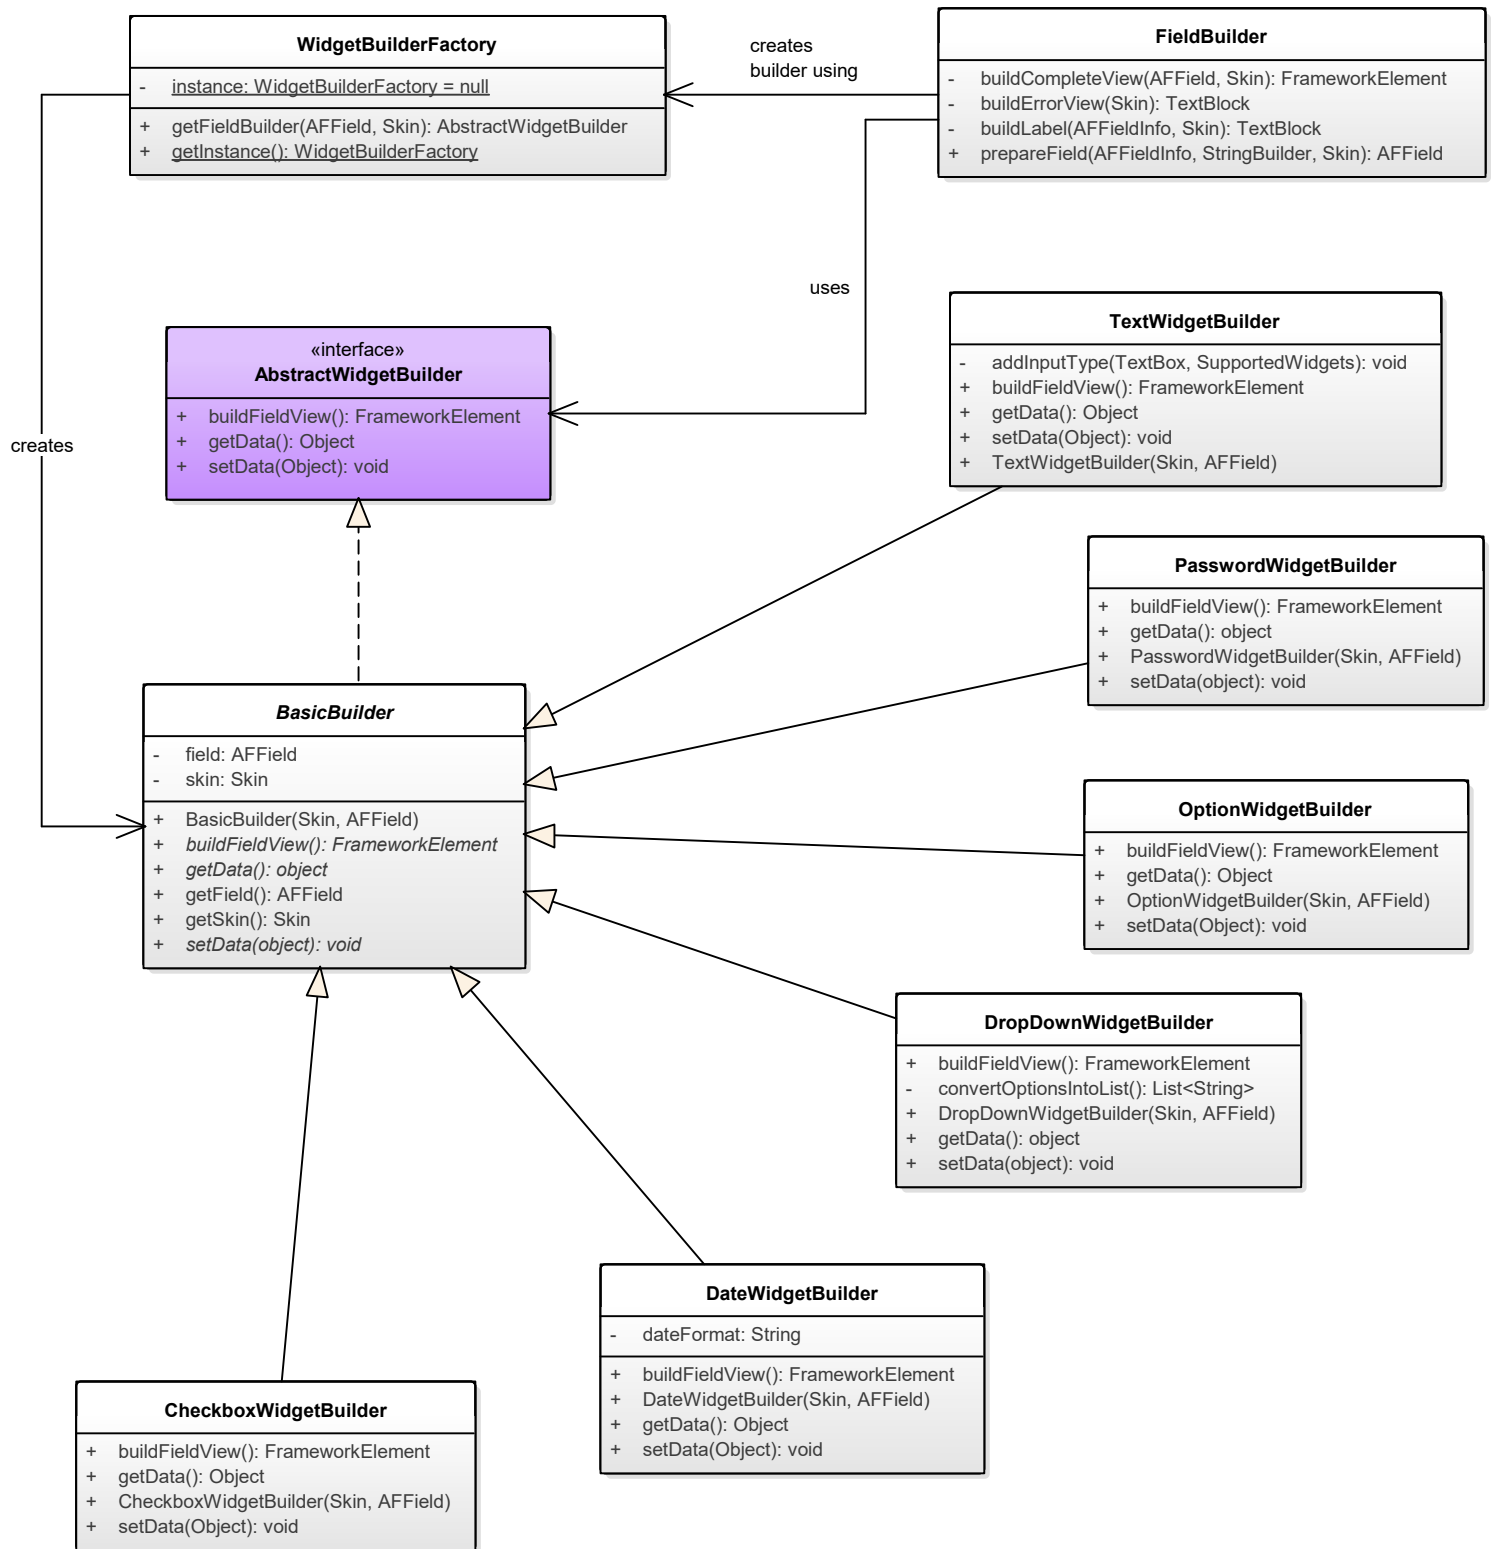 WidgetBuilderFactory
- instance: WidgetBuilderFactory = null
+ getFieldBuilder(AFField, Skin): AbstractWidgetBuilder
+ getInstance(): WidgetBuilderFactory
creates
builder using
FieldBuilder
- buildCompleteView(AFField, Skin): FrameworkElement
- buildErrorView(Skin): TextBlock
- buildLabel(AFFieldInfo, Skin): TextBlock
+ prepareField(AFFieldInfo, StringBuilder, Skin): AFField
uses
«interface»
AbstractWidgetBuilder
+ buildFieldView(): FrameworkElement
+ getData(): Object
+ setData(Object): void
creates
TextWidgetBuilder
- addInputType(TextBox, SupportedWidgets): void
+ buildFieldView(): FrameworkElement
+ getData(): Object
+ setData(Object): void
+ TextWidgetBuilder(Skin, AFField)
PasswordWidgetBuilder
+ buildFieldView(): FrameworkElement
+ getData(): object
+ PasswordWidgetBuilder(Skin, AFField)
+ setData(object): void
BasicBuilder
- field: AFField
- skin: Skin
+ BasicBuilder(Skin, AFField)
+ buildFieldView(): FrameworkElement
+ getData(): object
+ getField(): AFField
+ getSkin(): Skin
+ setData(object): void
OptionWidgetBuilder
+ buildFieldView(): FrameworkElement
+ getData(): Object
+ OptionWidgetBuilder(Skin, AFField)
+ setData(Object): void
DropDownWidgetBuilder
+ buildFieldView(): FrameworkElement
- convertOptionsIntoList(): List<String>
+ DropDownWidgetBuilder(Skin, AFField)
+ getData(): object
+ setData(object): void
DateWidgetBuilder
- dateFormat: String
+ buildFieldView(): FrameworkElement
+ DateWidgetBuilder(Skin, AFField)
+ getData(): Object
+ setData(Object): void
CheckboxWidgetBuilder
+ buildFieldView(): FrameworkElement
+ getData(): Object
+ CheckboxWidgetBuilder(Skin, AFField)
+ setData(Object): void